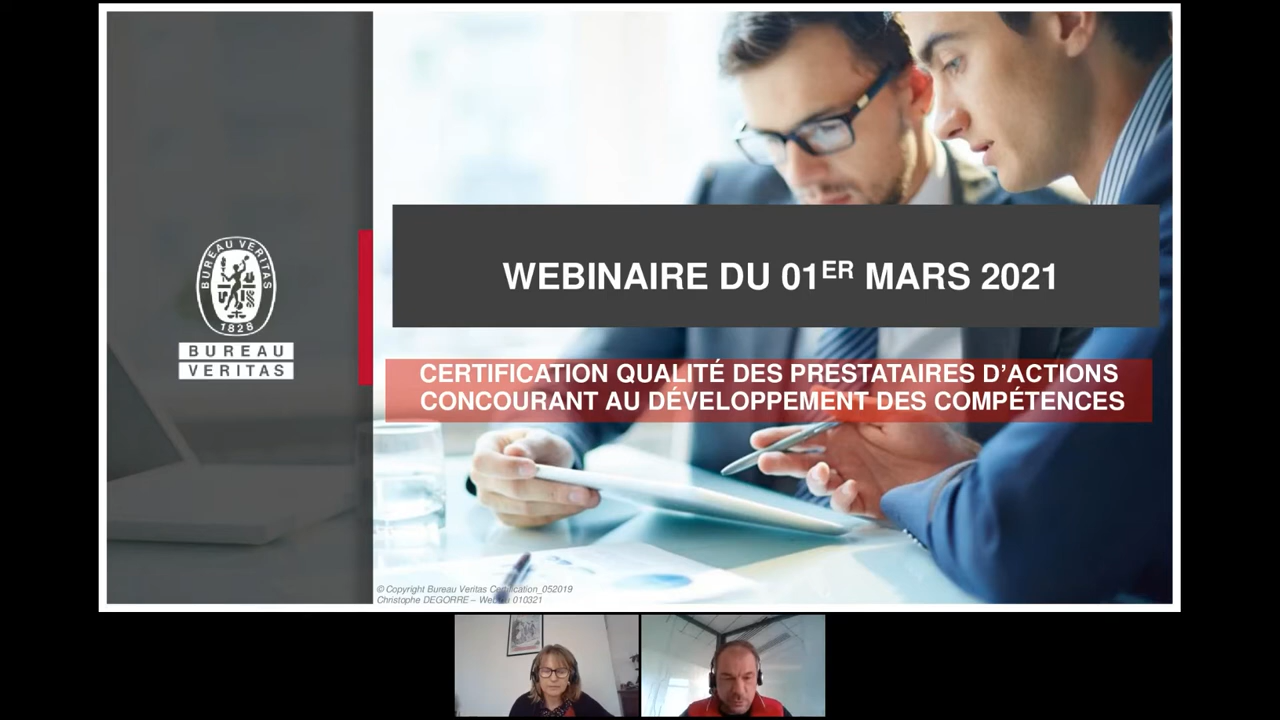 WEBINAIRE DU 01ER MARS 2021
CERTIFICATION QUALITÉ DES PRESTATAIRES D’ACTIONS
CONCOURANT AU DÉVELOPPEMENT DES COMPÉTENCES
BUREAU VERITAS
1828
BUREAU
VERITAS
© Copyright Bureau Veritas Certification_052019
Christophe DEGORRE – 010321